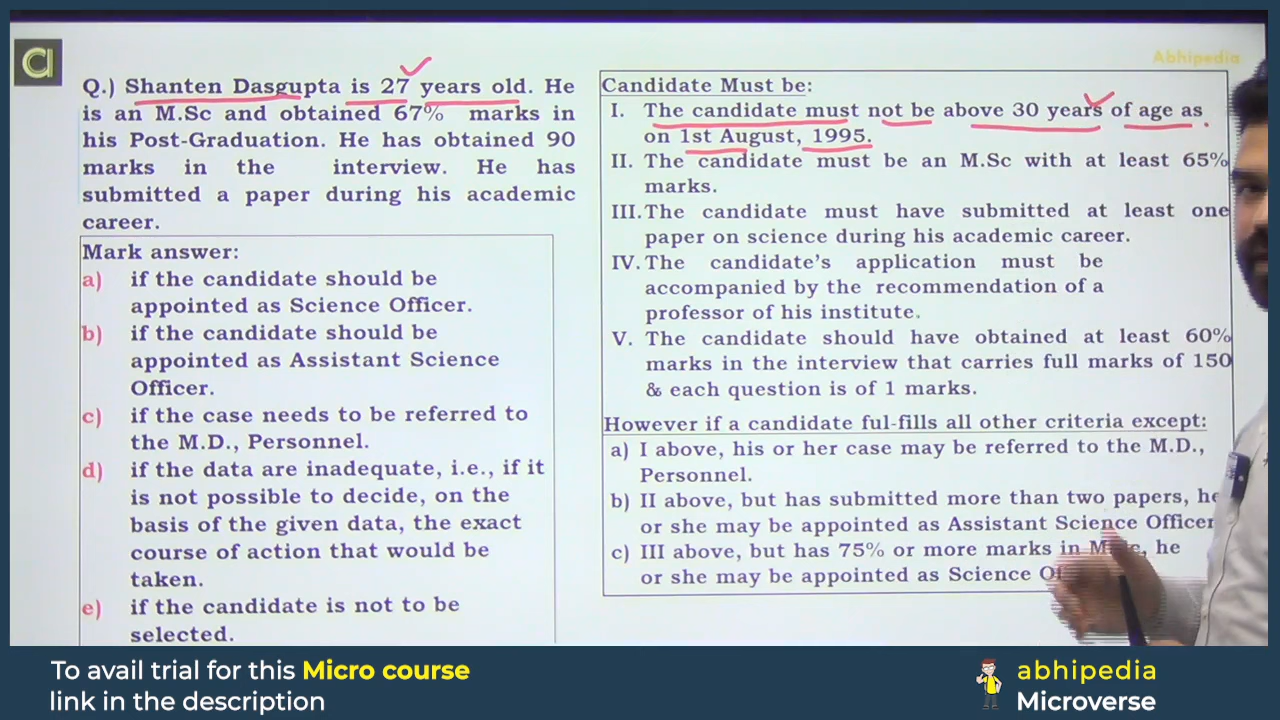 Abhipedia
Q.) Shanten Dasgupta is 27 years old. He
is an M.Sc and obtained 67% marks in
his Post-Graduation. He has obtained 90
marks in the interview. He has
submitted a paper during his academic
career.
Mark answer:
a) if the candidate should be
appointed as Science Officer.
b) if the candidate should be
appointed as Assistant Science
Officer.
c) if the case needs to be referred to
the M.D., Personnel.
d) if the data are inadequate, i.e., if it
is not possible to decide, on the
basis of the given data, the exact
course of action that would be
taken.
e) if the candidate is not to be
selected.
Candidate Must be:
I. The candidate must not be above 30 years of age as
on 1st August, 1995.
II. The candidate must be an M.Sc with at least 65%
marks.
III. The candidate must have submitted at least one
paper on science during his academic career.
IV. The candidate's application must be
accompanied by the recommendation of a
professor of his institute.
V. The candidate should have obtained at least 60%
marks in the interview that carries full marks of 150
& each question is of 1 marks.
However if a candidate ful-fills all other criteria except:
a) I above, his or her case may be referred to the M.D.,
Personnel.
b) II above, but has submitted more than two papers, he
or she may be appointed as Assistant Science Officer
c) III above, but has 75% or more marks in he
or she may be appointed as Science
To avail trial for this Micro course
link in the description
abhipedia
Microverse